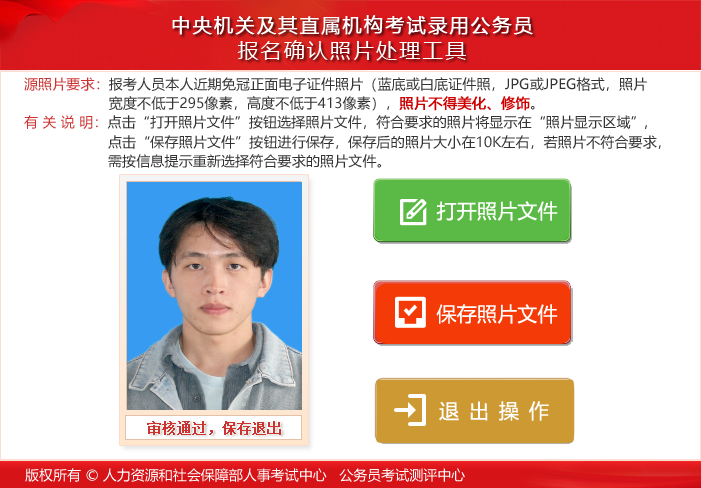 中央机关及其直属机构考试录用公务员
报名确认照片处理工具
源照片要求：报考人员本人近期免冠正面电子证件照片（蓝底或白底证件照，JPG或JPEG格式，照片
宽度不低于295像素，高度不低于413像素），照片不得美化、修饰。
有 关 说 明：点击“打开照片文件”按钮选择照片文件，符合要求的照片将显示在“照片显示区域”，
点击“保存照片文件”按钮进行保存，保存后的照片大小在10K左右，若照片不符合要求，
需按信息提示重新选择符合要求的照片文件。
打开照片文件
保存照片文件
退 出 操 作
审核通过，保存退出
版权所有 © 人力资源和社会保障部人事考试中心 公务员考试测评中心